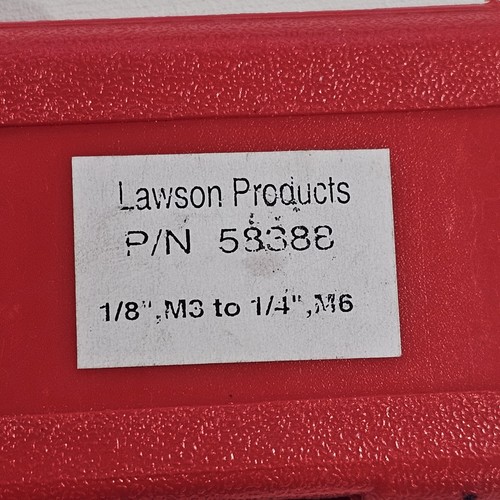 Lawson Products
P/N 58388
1/8",M3 to 1/4",M6